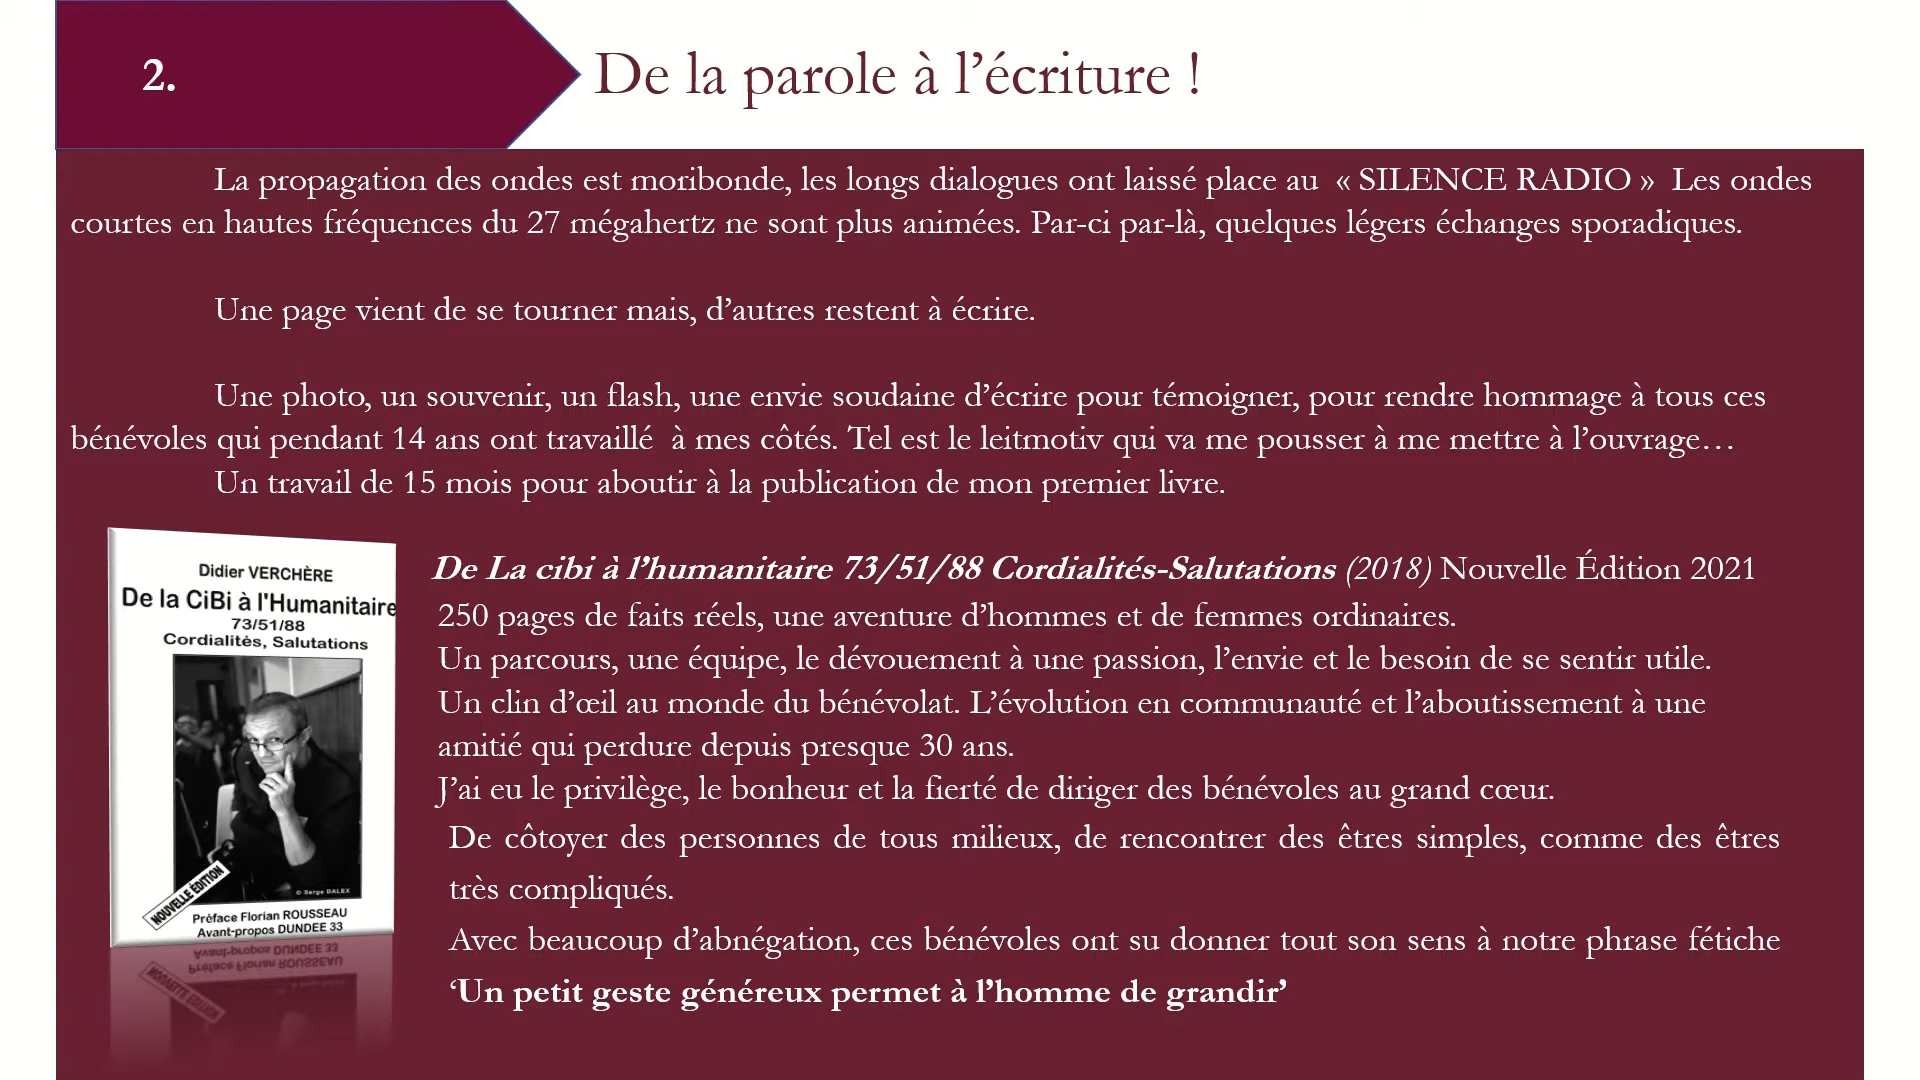 2.
De la parole à l’écriture !
La propagation des ondes est moribonde, les longs dialogues ont laissé place au « SILENCE RADIO » Les ondes
courtes en hautes fréquences du 27 mégahertz ne sont plus animées. Par-ci par-là, quelques légers échanges sporadiques.
Une page vient de se tourner mais, d’autres restent à écrire.
Une photo, un souvenir, un flash, une envie soudaine d’écrire pour témoigner, pour rendre hommage à tous ces
bénévoles qui pendant 14 ans ont travaillé à mes côtés. Tel est le leitmotiv qui va me pousser à me mettre à l’ouvrage…
Un travail de 15 mois pour aboutir à la publication de mon premier livre.
Didier VERCHÈRE
De la CiBi à l'Humanitaire
73/51/88
Cordialités, Salutations
© Serge DALEX
NOUVELLE ÉDITION
Préface Florian ROUSSEAU
Avant-propos DUNDEE 33
De La cibi à l’humanitaire 73/51/88 Cordialités-Salutations (2018) Nouvelle Édition 2021
250 pages de faits réels, une aventure d’hommes et de femmes ordinaires.
Un parcours, une équipe, le dévouement à une passion, l’envie et le besoin de se sentir utile.
Un clin d’œil au monde du bénévolat. L’évolution en communauté et l’aboutissement à une
amitié qui perdure depuis presque 30 ans.
J’ai eu le privilège, le bonheur et la fierté de diriger des bénévoles au grand cœur.
De côtoyer des personnes de tous milieux, de rencontrer des êtres simples, comme des êtres
très compliqués.
Avec beaucoup d’abnégation, ces bénévoles ont su donner tout son sens à notre phrase fétiche
‘Un petit geste généreux permet à l’homme de grandir’